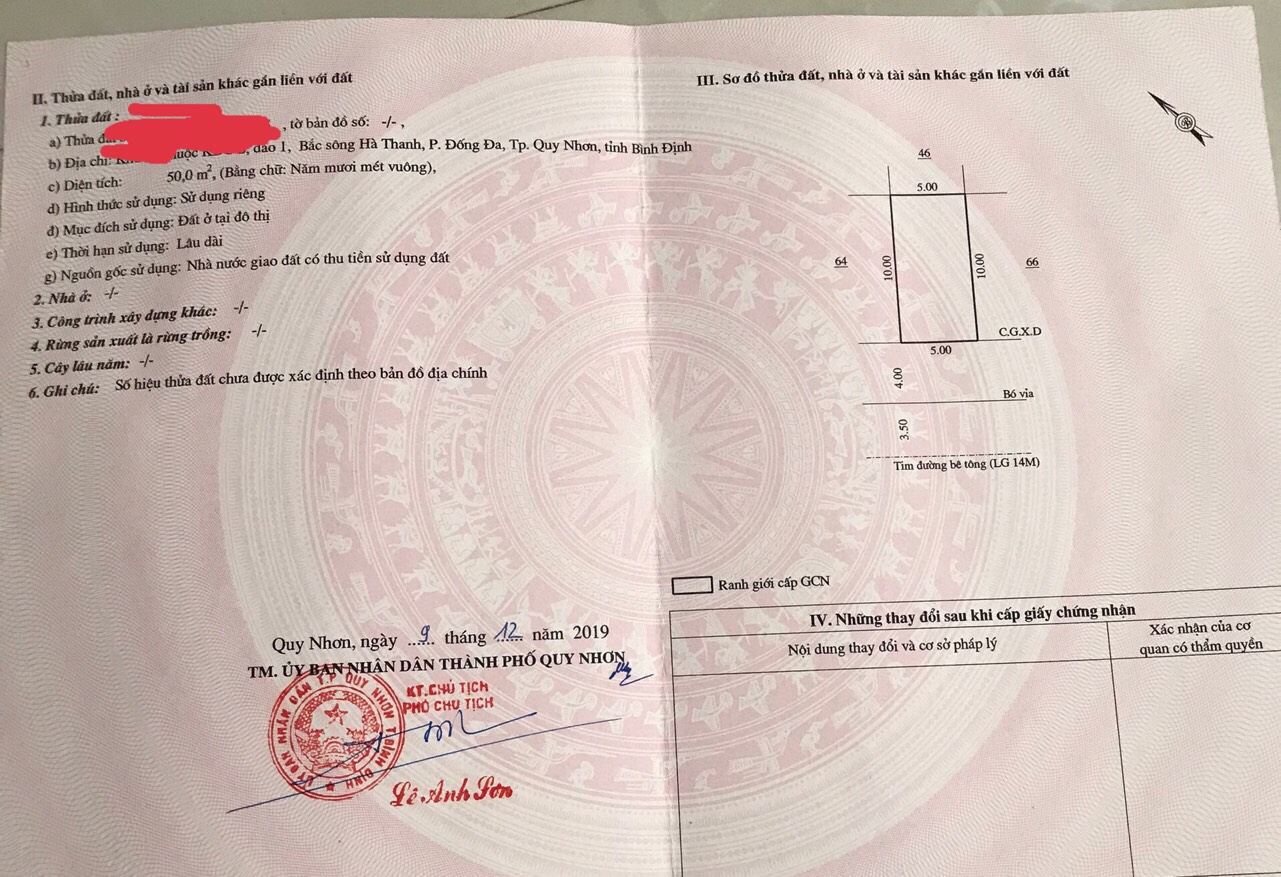 II. Thửa đất, nhà ở và tài sản khác gắn liền với đất
1. Thửa đất :
a) Thửa , tờ bản đồ số: -/- ,
b) Địa chỉ: đảo 1, Bắc sông Hà Thanh, P. Đống Đa, Tp. Quy Nhơn, tỉnh Bình Định
c) Diện tích: 50,0 m², (Bằng chữ: Năm mươi mét vuông),
d) Hình thức sử dụng: Sử dụng riêng
đ) Mục đích sử dụng: Đất ở tại đô thị
e) Thời hạn sử dụng: Lâu dài
g) Nguồn gốc sử dụng: Nhà nước giao đất có thu tiền sử dụng đất
2. Nhà ở: -/-
3. Công trình xây dựng khác: -/-
4. Rừng sản xuất là rừng trồng: -/-
5. Cây lâu năm: -/-
6. Ghi chú: Số hiệu thửa đất chưa được xác định theo bản đồ địa chính
Quy Nhơn, ngày 9 tháng 12 năm 2019
TM. ỦY BAN NHÂN DÂN THÀNH PHỐ QUY NHƠN
KT.CHỦ TỊCH
PHÓ CHỦ TỊCH
ỦY BAN NHÂN DÂN T.P QUY NHƠN T.BÌNH ĐỊNH
Lê Anh Sơn
III. Sơ đồ thửa đất, nhà ở và tài sản khác gắn liền với đất
46
5.00
64
10.00
10.00
66
C.G.X.D
5.00
4.00
Bó vỉa
3.50
Tim đường bê tông (LG 14M)
Ranh giới cấp GCN
IV. Những thay đổi sau khi cấp giấy chứng nhận
Nội dung thay đổi và cơ sở pháp lý
Xác nhận của cơ
quan có thẩm quyền